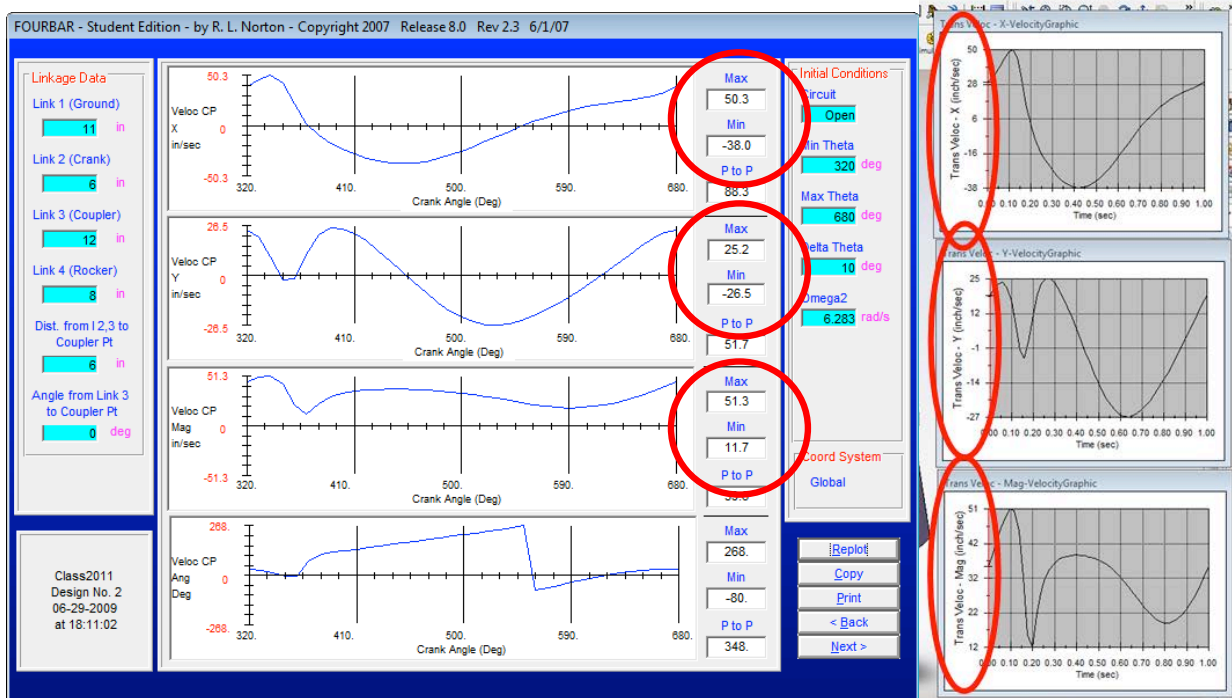 FOURBAR - Student Edition - by R. L. Norton - Copyright 2007 Release 8.0 Rev 2.3 6/1/07
Linkage Data
Link 1 (Ground)
11 in
Link 2 (Crank)
6 in
Link 3 (Coupler)
12 in
Link 4 (Rocker)
8 in
Dist. from I 2,3 to
Coupler Pt
6 in
Angle from Link 3
to Coupler Pt
0 deg
Class2011
Design No. 2
06-29-2009
at 18:11:02
50.3
Veloc CP
X 0
in/sec
-50.3
320. 410. 500. 590. 680.
Crank Angle (Deg)
Max
50.3
Min
-38.0
P to P
88.3
26.5
Veloc CP
Y 0
in/sec
-26.5
320. 410. 500. 590. 680.
Crank Angle (Deg)
Max
25.2
Min
-26.5
P to P
51.7
51.3
Veloc CP
Mag 0
in/sec
-51.3
320. 410. 500. 590. 680.
Crank Angle (Deg)
Max
51.3
Min
11.7
P to P
268.
Veloc CP
Ang 0
Deg
-268.
320. 410. 500. 590. 680.
Crank Angle (Deg)
Max
268.
Min
-80.
P to P
348.
Initial Conditions
Circuit
Open
Min Theta
320 deg
Max Theta
680 deg
Delta Theta
10 deg
Omega2
6.283 rad/s
Coord System
Global
Replot
Copy
Print
< Back
Next >
Trans Veloc - X-VelocityGraphic
Trans Veloc - X (inch/sec)
50
28
6
-16
-38
0.00 0.10 0.20 0.30 0.40 0.50 0.60 0.70 0.80 0.90 1.00
Time (sec)
Trans Veloc - Y-VelocityGraphic
Trans Veloc - Y (inch/sec)
25
12
-1
-14
-27
0.00 0.10 0.20 0.30 0.40 0.50 0.60 0.70 0.80 0.90 1.00
Time (sec)
Trans Veloc - Mag-VelocityGraphic
Trans Veloc - Mag (inch/sec)
51
42
32
22
12
0.00 0.10 0.20 0.30 0.40 0.50 0.60 0.70 0.80 0.90 1.00
Time (sec)